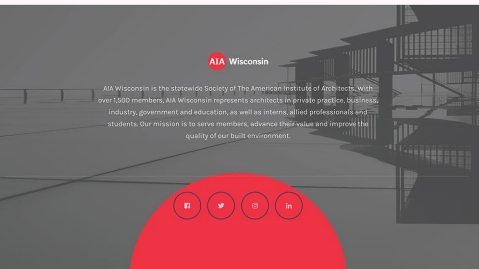 AIA Wisconsin
AIA Wisconsin is the statewide Society of The American Institute of Architects. With
over 1,500 members, AIA Wisconsin represents architects in private practice, business,
industry, government and education, as well as interns, allied professionals and
students. Our mission is to serve members, advance their value and improve the
quality of our built environment.